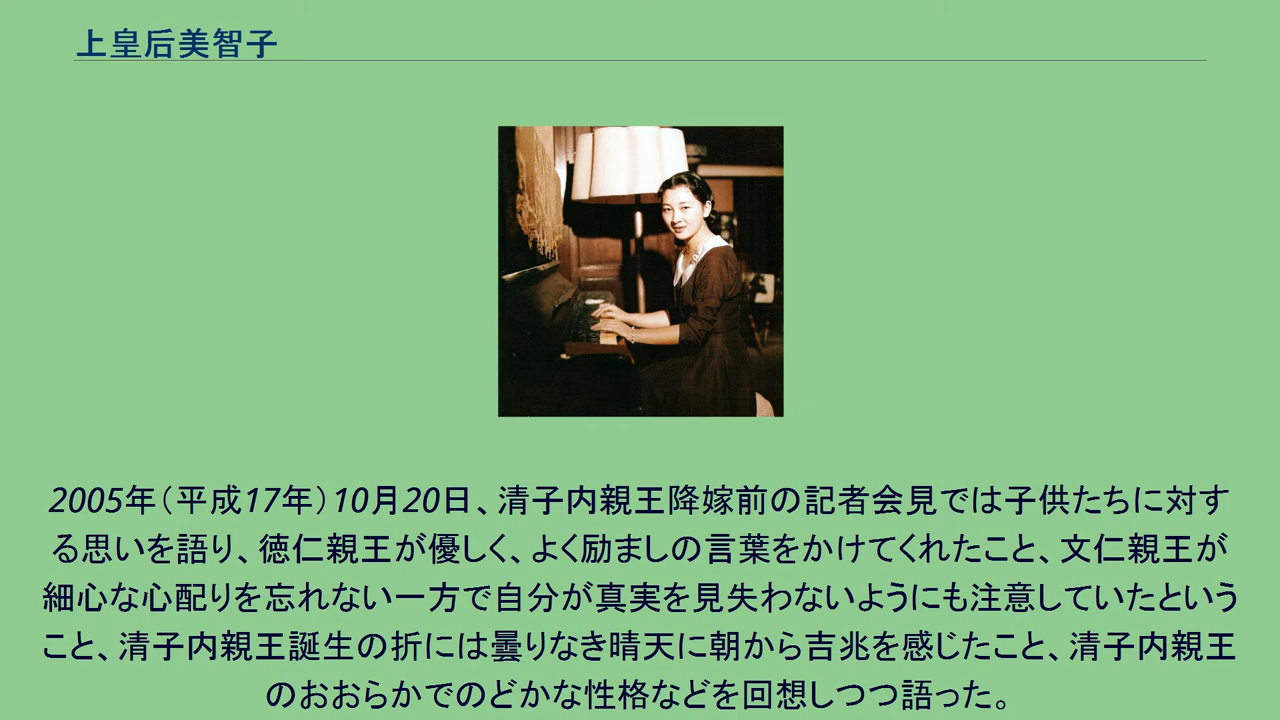 上皇后美智子
2005年（平成17年）10月20日、清子内親王降嫁前の記者会見では子供たちに対す
る思いを語り、徳仁親王が優しく、よく励ましの言葉をかけてくれたこと、文仁親王が
細心な心配りを忘れない一方で自分が真実を見失わないようにも注意していたという
こと、清子内親王誕生の折には曇りなき晴天に朝から吉兆を感じたこと、清子内親王
のおおらかでのどかな性格などを回想しつつ語った。